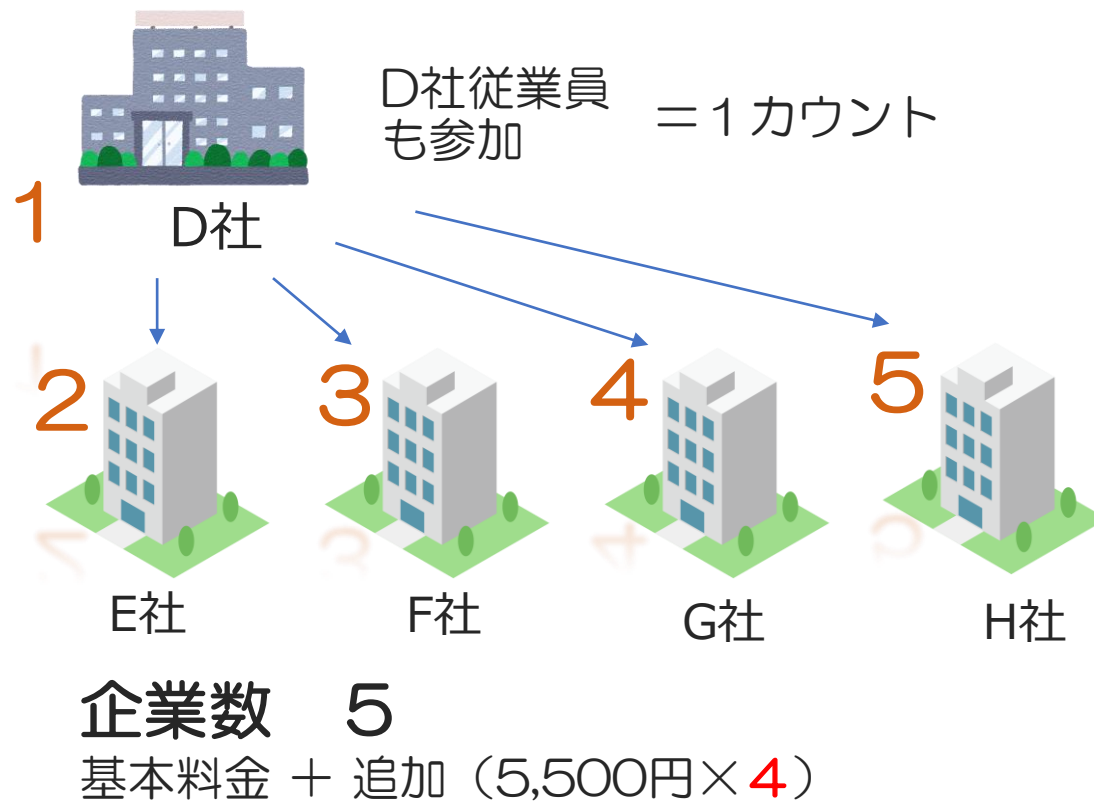 D社従業員
も参加
＝１カウント
1
D社
2
3
4
5
E社
F社
G社
H社
企業数　5
基本料金 ＋ 追加（5,500円×4）